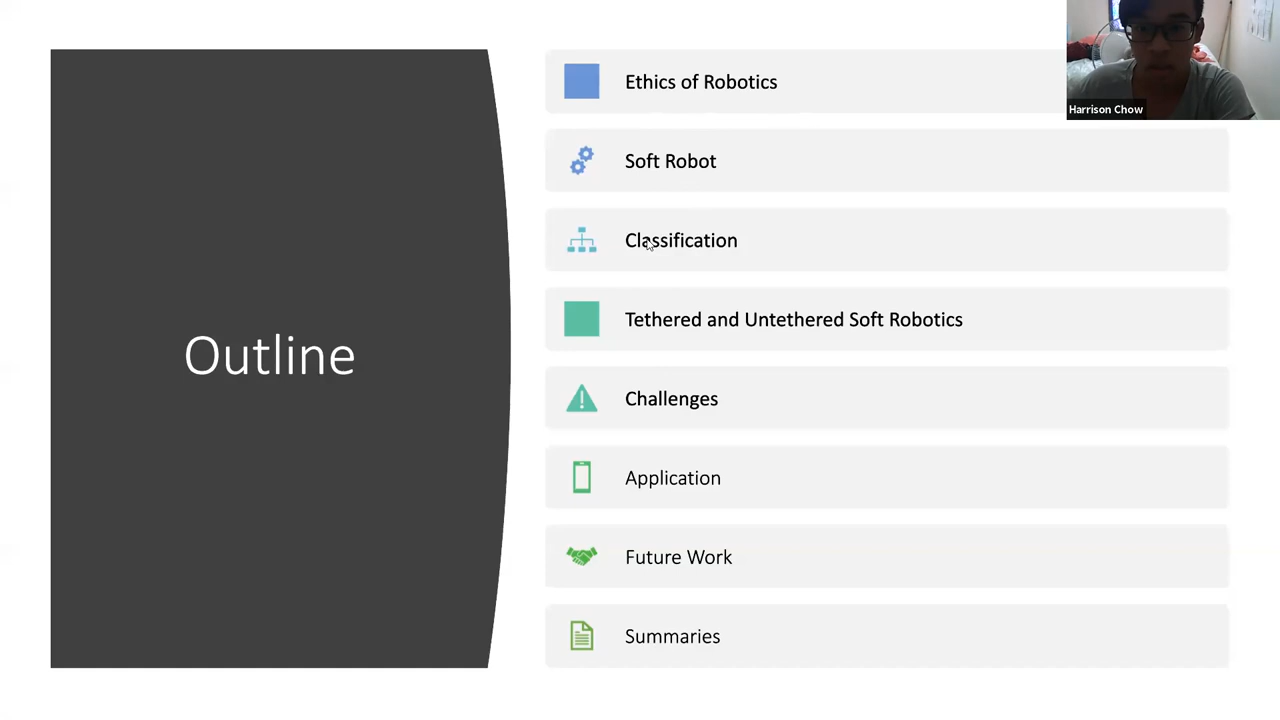 Outline
Ethics of Robotics
Soft Robot
Classification
Tethered and Untethered Soft Robotics
Challenges
Application
Future Work
Summaries
Harrison Chow